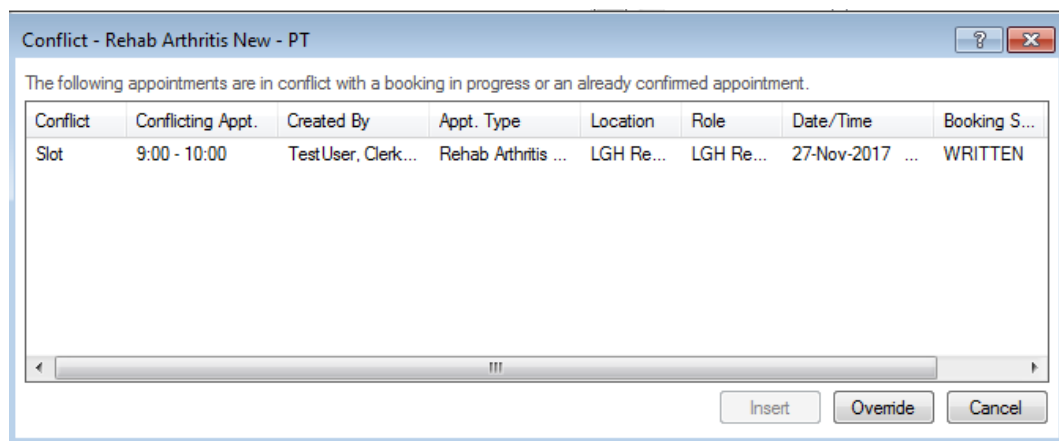 Conflict - Rehab Arthritis New - PT
The following appointments are in conflict with a booking in progress or an already confirmed appointment.
Conflict Conflicting Appt. Created By Appt. Type Location Role Date/Time Booking S...
Slot 9:00 - 10:00 TestUser, Clerk... Rehab Arthritis ... LGH Re... LGH Re... 27-Nov-2017 ... WRITTEN
Insert Override Cancel